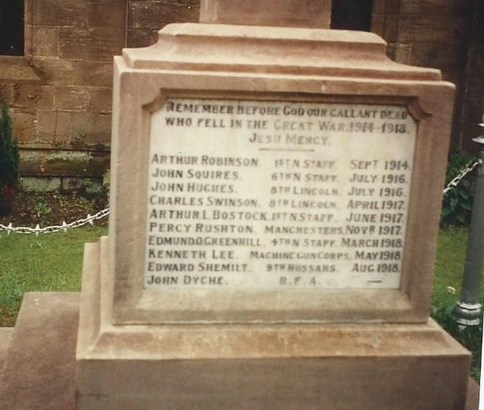 REMEMBER BEFORE GOD OUR GALLANT DEAD
WHO FELL IN THE GREAT WAR. 1914-1918.
JESU MERCY.
ARTHUR ROBINSON. 1ST N STAFF. SEPT 1914.
JOHN SQUIRES. 6TH N STAFF. JULY 1916.
JOHN HUGHES. 8TH LINCOLN. JULY 1916.
CHARLES SWINSON. 8TH LINCOLN. APRIL 1917.
ARTHUR L. BOSTOCK. 1ST N STAFF. JUNE 1917.
PERCY RUSHTON. MANCHESTERS. NOVR 1917.
EDMUND O. GREENHILL. 4TH N STAFF. MARCH 1918.
KENNETH LEE. MACHINE GUN CORPS. MAY 1918.
EDWARD SHEMILT. 9TH HUSSARS. AUG 1918.
JOHN DYCHE. R.F.A. —